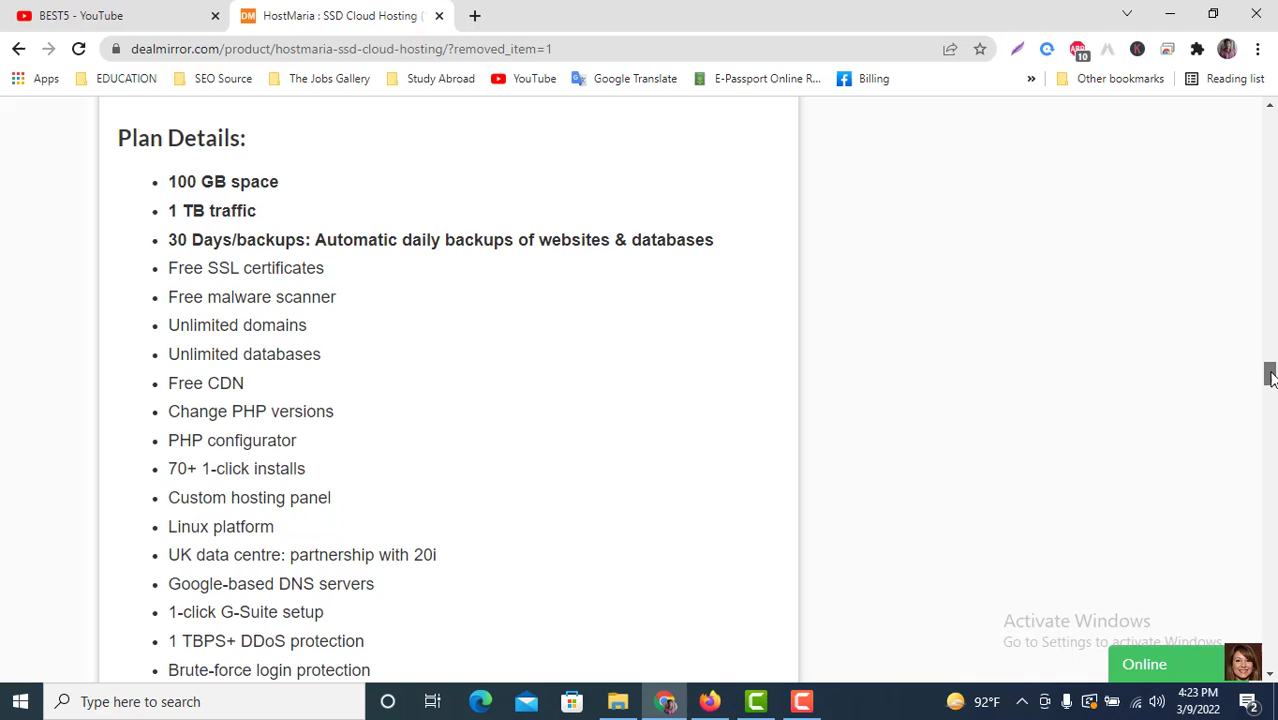 BEST5 - YouTube
HostMaria : SSD Cloud Hosting (
dealmirror.com/product/hostmaria-ssd-cloud-hosting/?removed_item=1
Apps
EDUCATION
SEO Source
The Jobs Gallery
Study Abroad
YouTube
Google Translate
E-Passport Online R...
Billing
»
Other bookmarks
Reading list
10
Plan Details:
100 GB space
1 TB traffic
30 Days/backups: Automatic daily backups of websites & databases
Free SSL certificates
Free malware scanner
Unlimited domains
Unlimited databases
Free CDN
Change PHP versions
PHP configurator
70+ 1-click installs
Custom hosting panel
Linux platform
UK data centre: partnership with 20i
Google-based DNS servers
1-click G-Suite setup
1 TBPS+ DDoS protection
Brute-force login protection
Activate Windows
Go to Settings to activate Windows.
Online
Type here to search
92°F
4:23 PM
3/9/2022
2